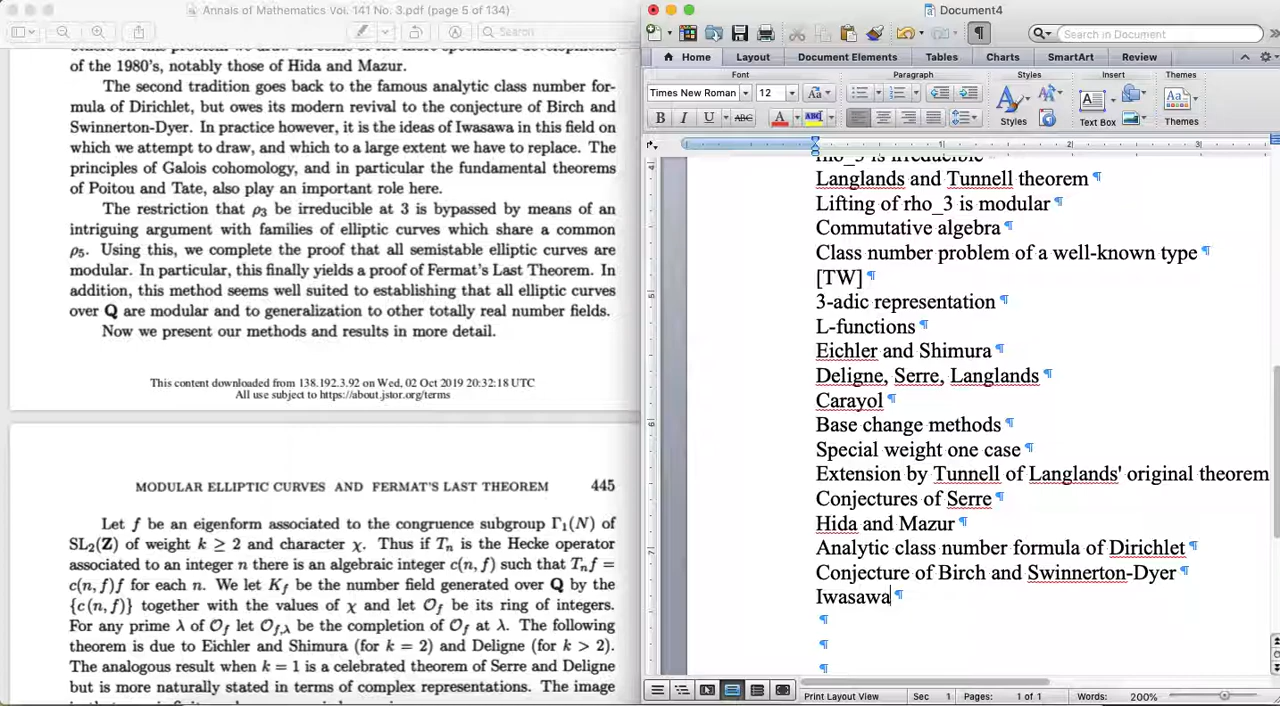 Annals of Mathematics Vol. 141 No. 3.pdf (page 5 of 134)
Search
of the 1980's, notably those of Hida and Mazur.
The second tradition goes back to the famous analytic class number for-
mula of Dirichlet, but owes its modern revival to the conjecture of Birch and
Swinnerton-Dyer. In practice however, it is the ideas of Iwasawa in this field on
which we attempt to draw, and which to a large extent we have to replace. The
principles of Galois cohomology, and in particular the fundamental theorems
of Poitou and Tate, also play an important role here.
The restriction that ρ3 be irreducible at 3 is bypassed by means of an
intriguing argument with families of elliptic curves which share a common
ρ5. Using this, we complete the proof that all semistable elliptic curves are
modular. In particular, this finally yields a proof of Fermat's Last Theorem. In
addition, this method seems well suited to establishing that all elliptic curves
over Q are modular and to generalization to other totally real number fields.
Now we present our methods and results in more detail.
This content downloaded from 138.192.3.92 on Wed, 02 Oct 2019 20:32:18 UTC
All use subject to https://about.jstor.org/terms
MODULAR ELLIPTIC CURVES AND FERMAT'S LAST THEOREM 445
Let f be an eigenform associated to the congruence subgroup Γ1(N) of
SL2(Z) of weight k ≥ 2 and character χ. Thus if Tn is the Hecke operator
associated to an integer n there is an algebraic integer c(n, f) such that Tnf =
c(n, f)f for each n. We let Kf be the number field generated over Q by the
{c(n, f)} together with the values of χ and let Of be its ring of integers.
For any prime λ of Of let Of,λ be the completion of Of at λ. The following
theorem is due to Eichler and Shimura (for k = 2) and Deligne (for k > 2).
The analogous result when k = 1 is a celebrated theorem of Serre and Deligne
but is more naturally stated in terms of complex representations. The image
Document4
Search in Document
Home Layout Document Elements Tables Charts SmartArt Review
Font Paragraph Styles Insert Themes
Times New Roman 12 Aa
B I U ABC A ABC
Styles Text Box Themes
1 2 3
rho_3 is irreducible
Langlands and Tunnell theorem ¶
Lifting of rho_3 is modular ¶
Commutative algebra ¶
Class number problem of a well-known type ¶
[TW] ¶
3-adic representation ¶
L-functions ¶
Eichler and Shimura ¶
Deligne, Serre, Langlands ¶
Carayol ¶
Base change methods ¶
Special weight one case ¶
Extension by Tunnell of Langlands' original theorem
Conjectures of Serre ¶
Hida and Mazur ¶
Analytic class number formula of Dirichlet ¶
Conjecture of Birch and Swinnerton-Dyer ¶
Iwasawa ¶
¶
¶
¶
Print Layout View Sec 1 Pages: 1 of 1 Words: 200%